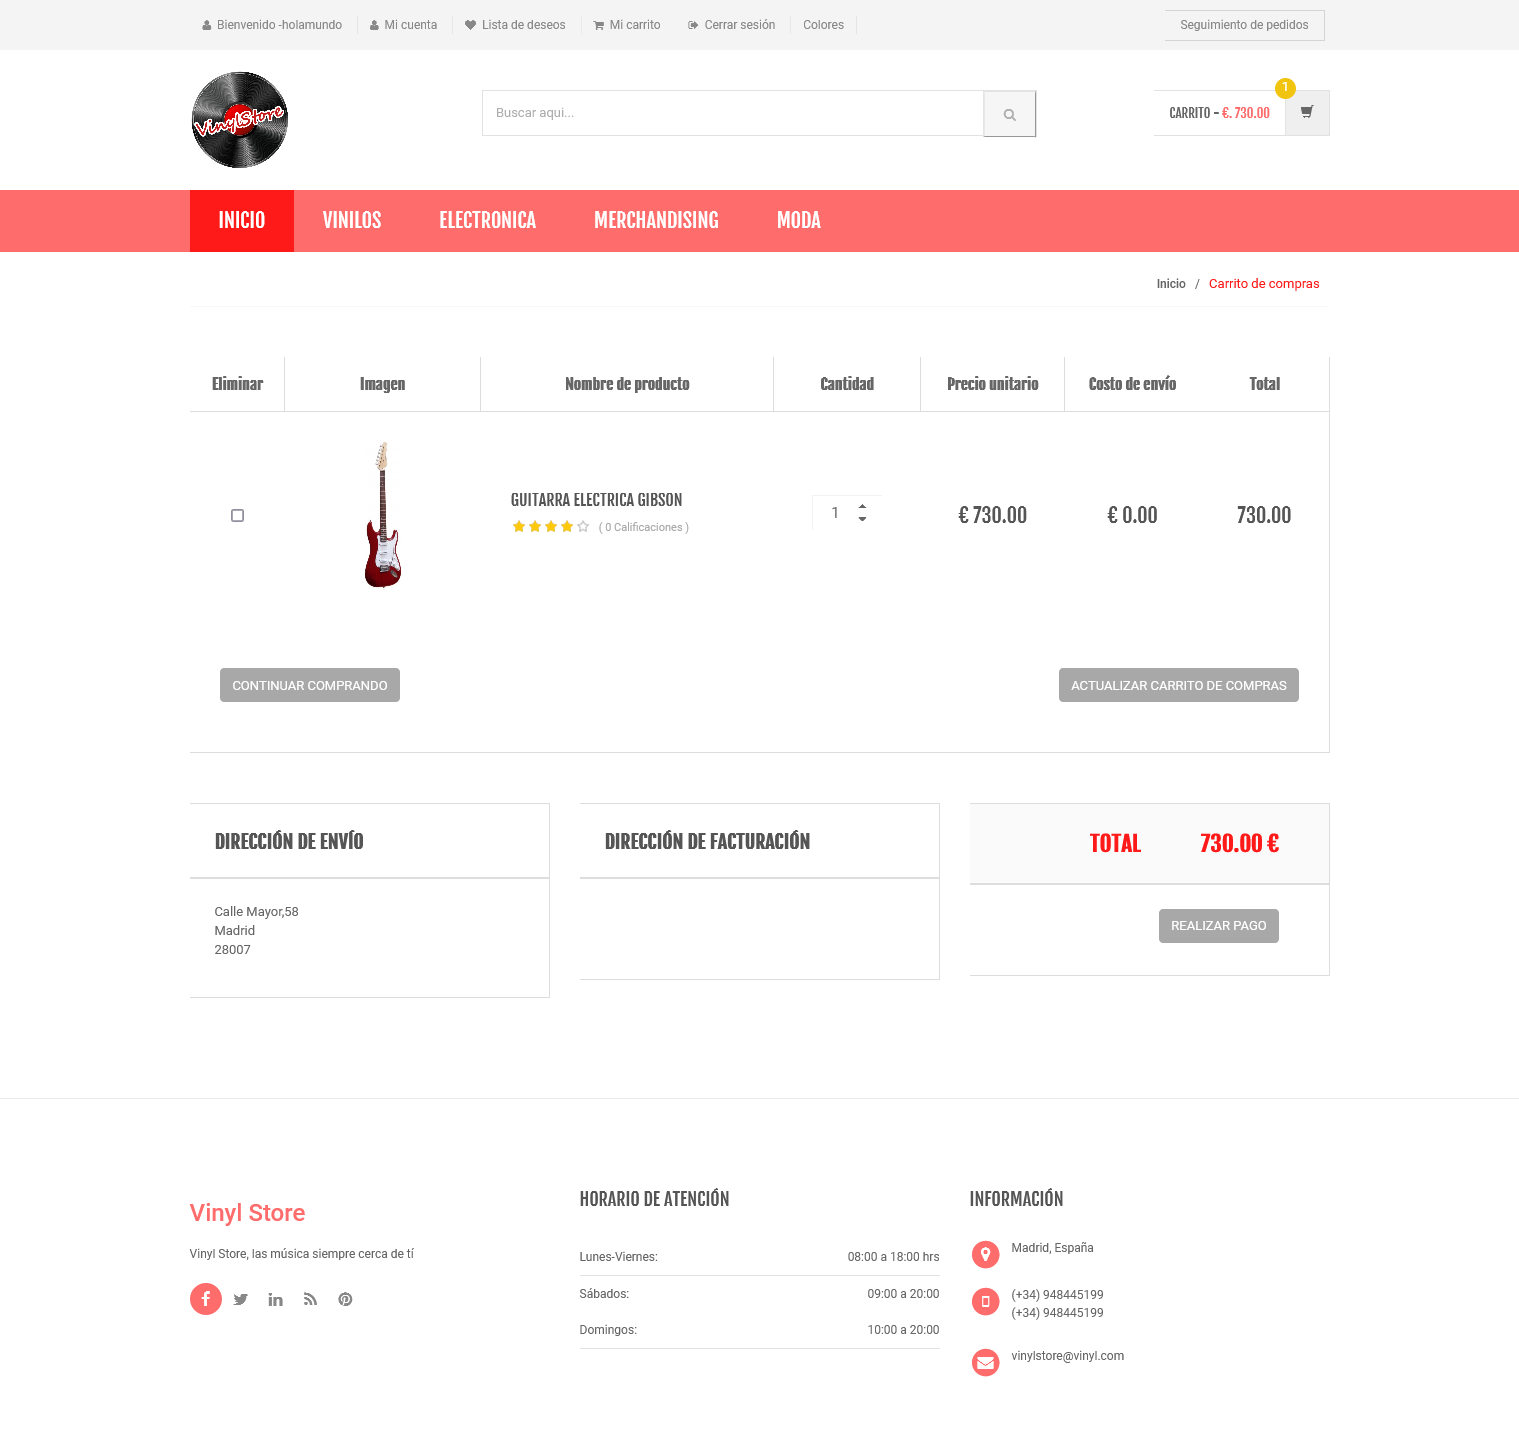 Bienvenido -holamundo Mi cuenta Lista de deseos Mi carrito Cerrar sesión Colores Seguimiento de pedidos
VinylStore
Buscar aqui...
CARRITO - €. 730.00
1
INICIO VINILOS ELECTRONICA MERCHANDISING MODA
Inicio / Carrito de compras
Eliminar Imagen Nombre de producto Cantidad Precio unitario Costo de envío Total
GUITARRA ELECTRICA GIBSON
( 0 Calificaciones )
1 € 730.00 € 0.00 730.00
CONTINUAR COMPRANDO ACTUALIZAR CARRITO DE COMPRAS
DIRECCIÓN DE ENVÍO
Calle Mayor,58
Madrid
28007
DIRECCIÓN DE FACTURACIÓN
TOTAL 730.00 €
REALIZAR PAGO
Vinyl Store
Vinyl Store, las música siempre cerca de tí
HORARIO DE ATENCIÓN
Lunes-Viernes: 08:00 a 18:00 hrs
Sábados: 09:00 a 20:00
Domingos: 10:00 a 20:00
INFORMACIÓN
Madrid, España
(+34) 948445199
(+34) 948445199
vinylstore@vinyl.com